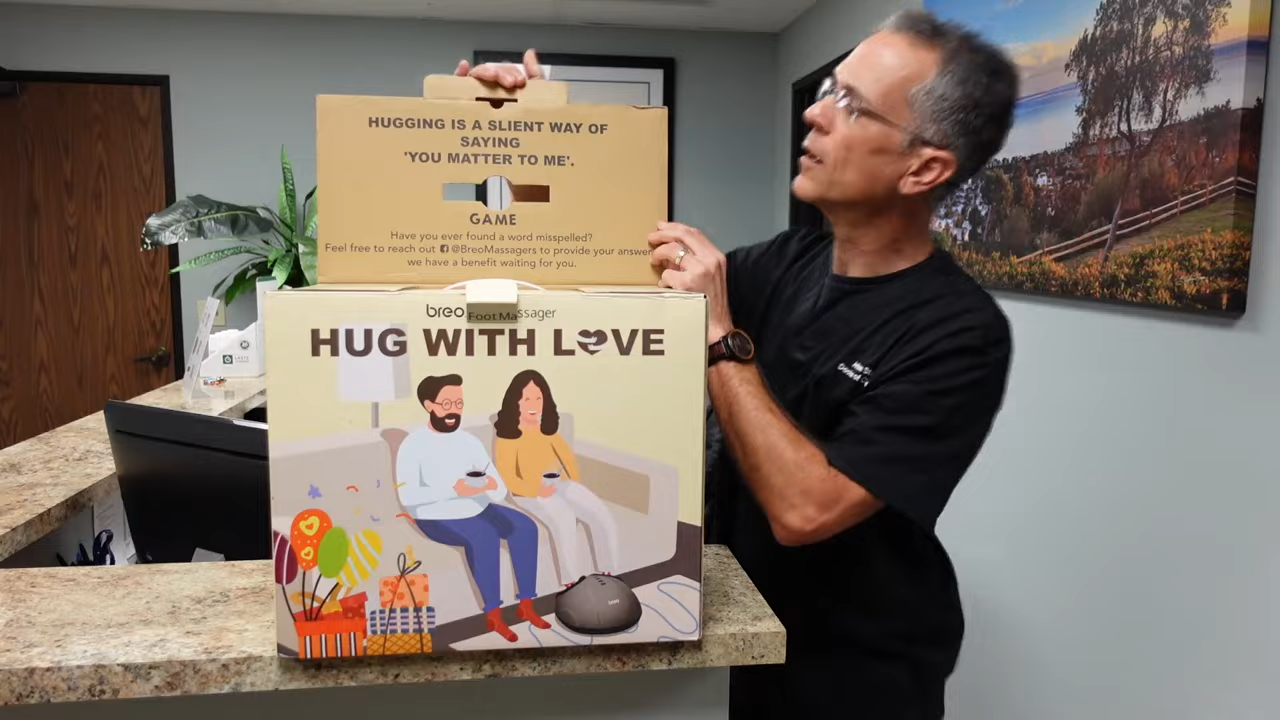 HUGGING IS A SLIENT WAY OF
SAYING
'YOU MATTER TO ME'.
GAME
Have you ever found a word misspelled?
Feel free to reach out @BreoMassagers to provide your answer
we have a benefit waiting for you.
breo Foot Massager
HUG WITH LOVE
breo